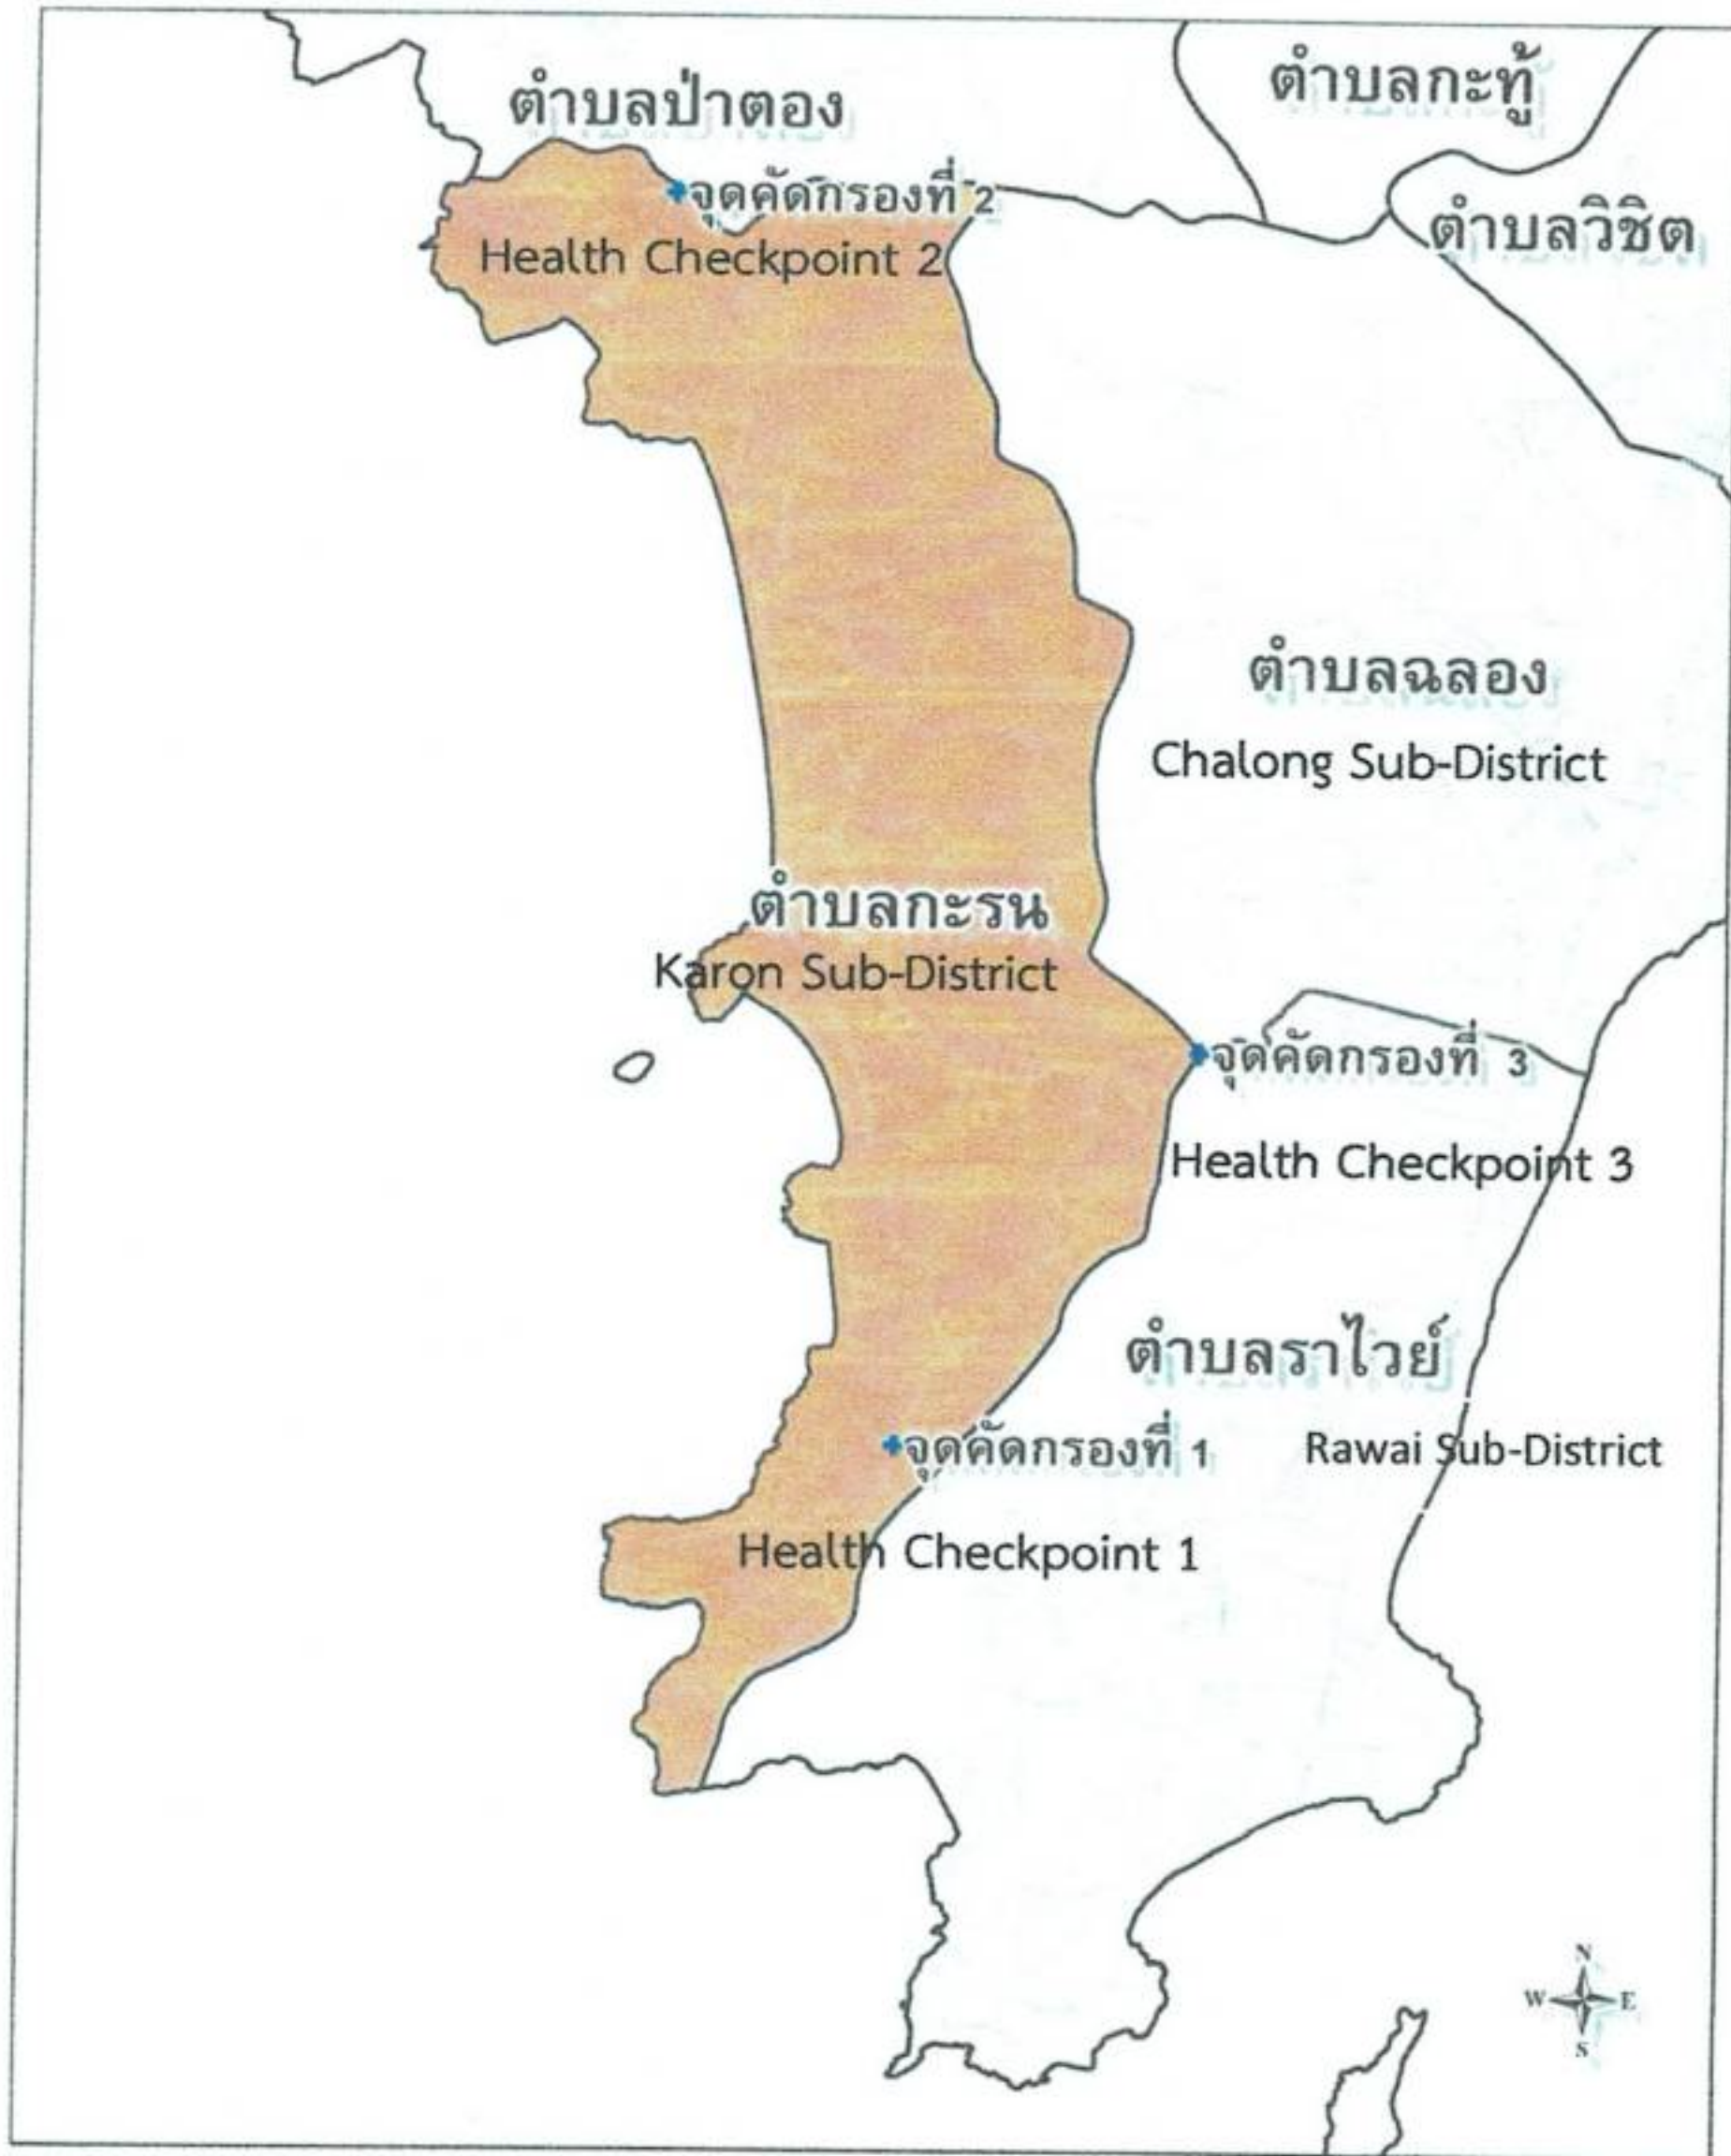 ตำบลป่าตอง
ตำบลกะทู้
จุดคัดกรองที่ 2
Health Checkpoint 2
ตำบลวิชิต
ตำบลฉลอง
Chalong Sub-District
ตำบลกะรน
Karon Sub-District
จุดคัดกรองที่ 3
Health Checkpoint 3
ตำบลราไวย์
Rawai Sub-District
จุดคัดกรองที่ 1
Health Checkpoint 1
N
W E
S